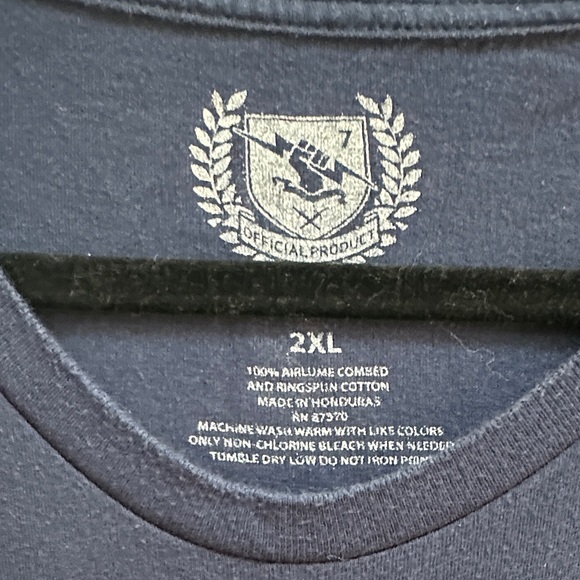 7
OFFICIAL PRODUCT
2XL
100% AIRLUME COMBED
AND RINGSPUN COTTON
MADE IN HONDURAS
RN 87370
MACHINE WASH WARM WITH LIKE COLORS
ONLY NON-CHLORINE BLEACH WHEN NEEDED
TUMBLE DRY LOW DO NOT IRON PRINT